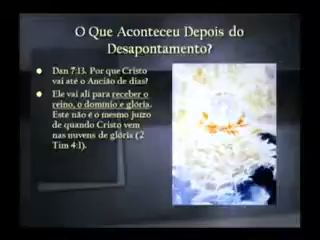 O Que Aconteceu Depois do
Desapontamento?
Dan 7:13. Por que Cristo
vai até o Ancião de dias?
Ele vai ali para receber o
reino, o domínio e glória.
Este não é o mesmo juízo
de quando Cristo vem
nas nuvens de glória (2
Tim 4:1).